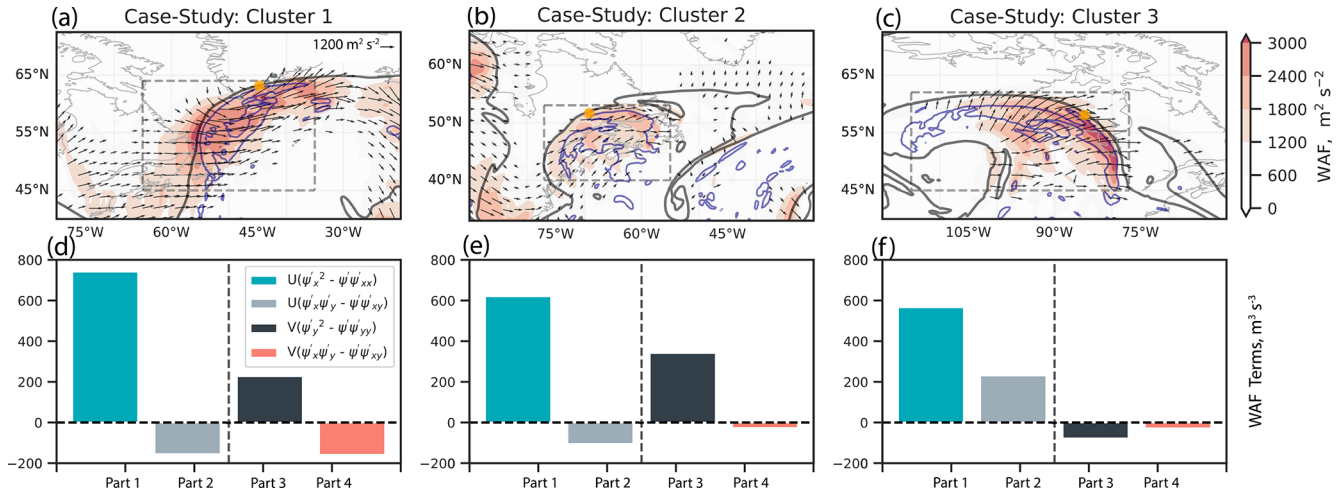 (a) Case-Study: Cluster 1
(b) Case-Study: Cluster 2
(c) Case-Study: Cluster 3
1200 m² s⁻²
65°N
55°N
45°N
75°W 60°W 45°W 30°W
60°N
50°N
40°N
75°W 60°W 45°W
65°N
55°N
45°N
105°W 90°W 75°W
3000
2400
1800
1200
600
0
WAF, m² s⁻²
(d)
(e)
(f)
800
600
400
200
0
−200
U(ψ′ₓ² - ψ′ψ′ₓₓ)
U(ψ′ₓψ′ᵧ - ψ′ψ′ₓᵧ)
V(ψ′ᵧ² - ψ′ψ′ᵧᵧ)
V(ψ′ₓψ′ᵧ - ψ′ψ′ₓᵧ)
Part 1 Part 2 Part 3 Part 4
800
600
400
200
0
−200
Part 1 Part 2 Part 3 Part 4
800
600
400
200
0
−200
Part 1 Part 2 Part 3 Part 4
WAF Terms, m³ s⁻³